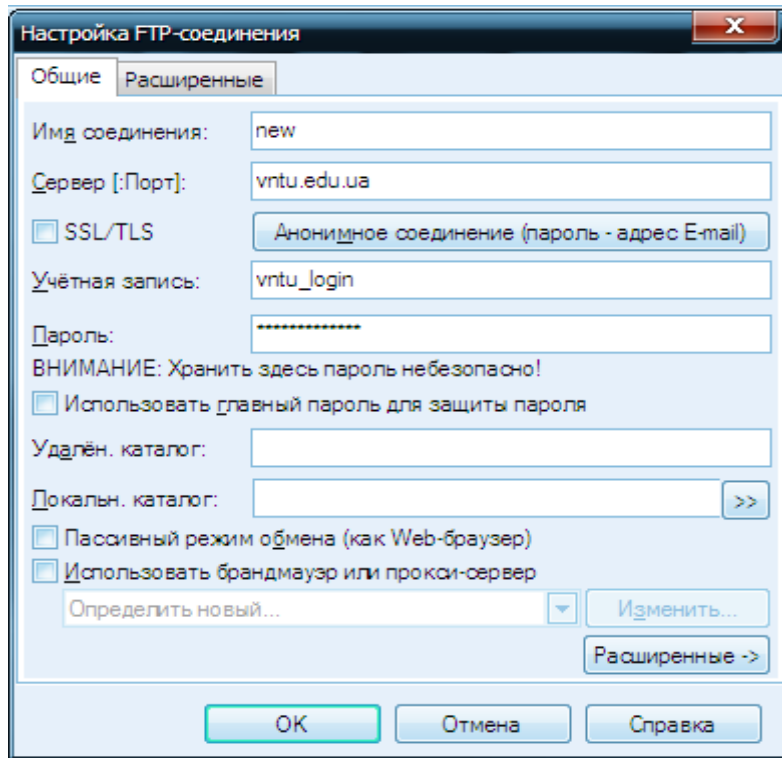 Настройка FTP-соединения
Общие Расширенные
Имя соединения: new
Сервер [:Порт]: vntu.edu.ua
SSL/TLS Анонимное соединение (пароль - адрес E-mail)
Учётная запись: vntu_login
Пароль: *************
ВНИМАНИЕ: Хранить здесь пароль небезопасно!
Использовать главный пароль для защиты пароля
Удалён. каталог:
Локальн. каталог: >>
Пассивный режим обмена (как Web-браузер)
Использовать брандмауэр или прокси-сервер
Определить новый... Изменить...
Расширенные ->
OK Отмена Справка